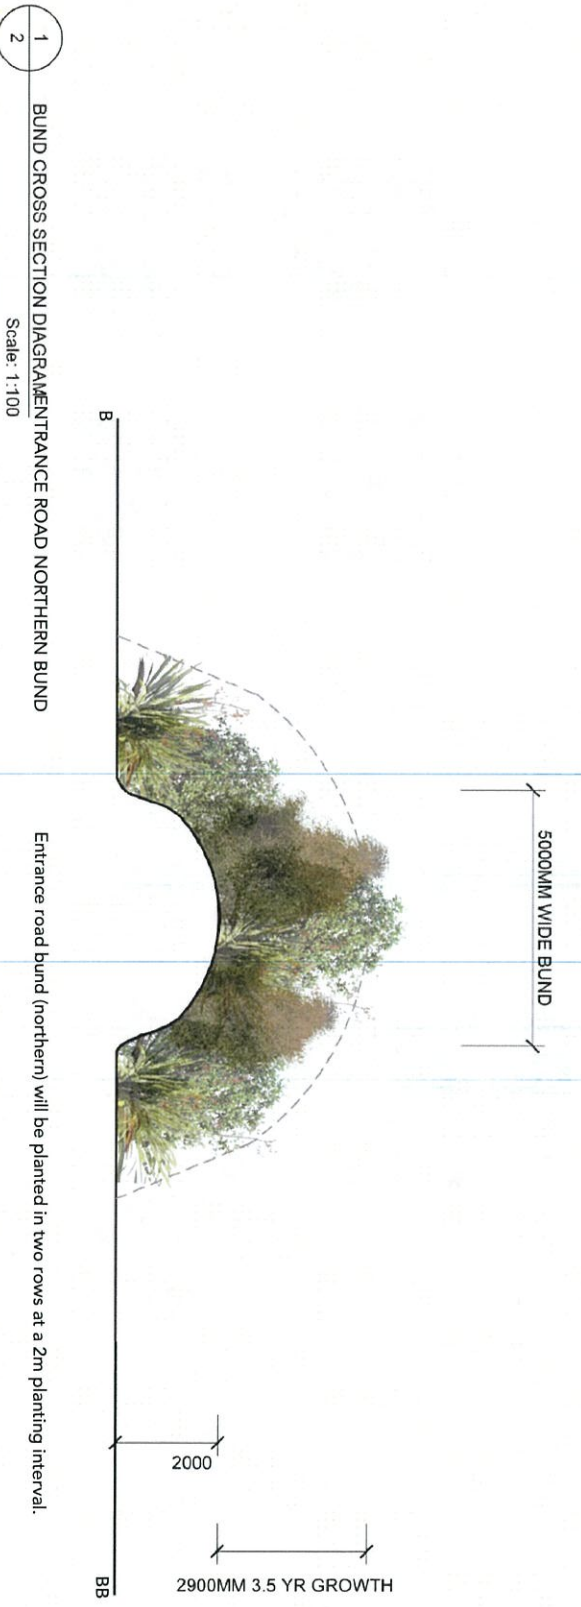 5000MM WIDE BUND
2900MM 3.5 YR GROWTH
2000
B
BB
1
2
BUND CROSS SECTION DIAGRAMENTRANCE ROAD NORTHERN BUND
Scale: 1:100
Entrance road bund (northern) will be planted in two rows at a 2m planting interval.